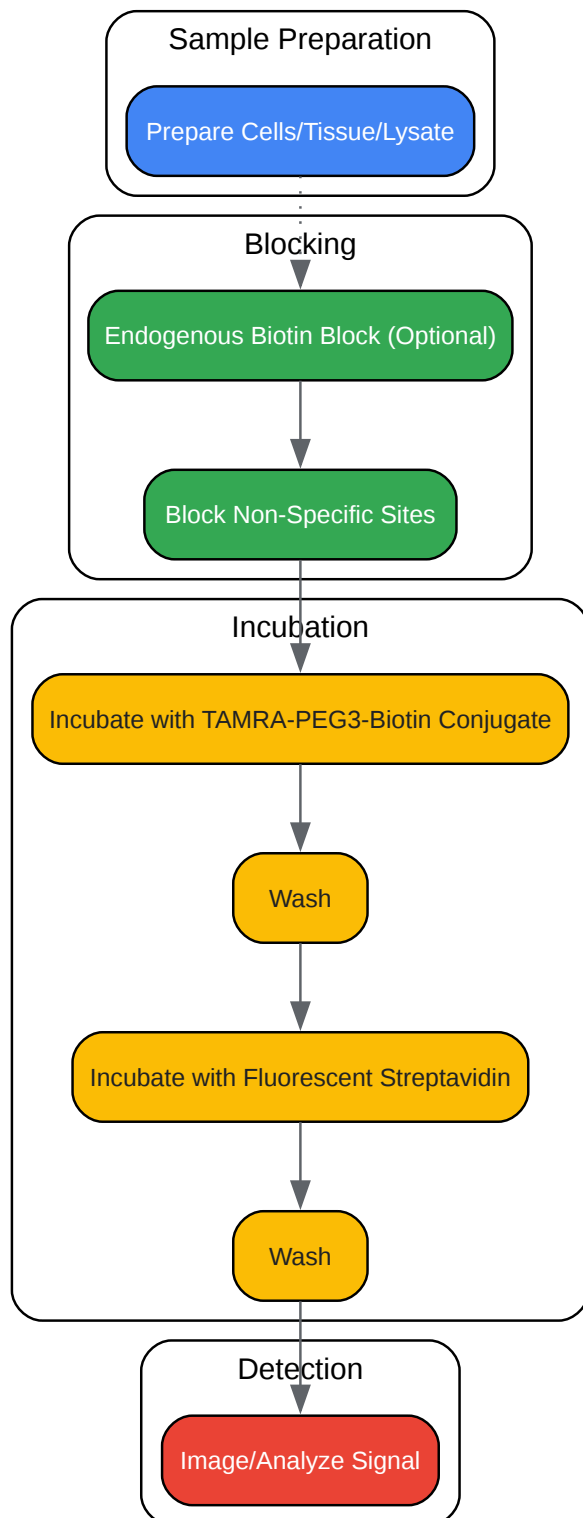 Sample Preparation
Prepare Cells/Tissue/Lysate
Blocking
Endogenous Biotin Block (Optional)
Block Non-Specific Sites
Incubation
Incubate with TAMRA-PEG3-Biotin Conjugate
Wash
Incubate with Fluorescent Streptavidin
Wash
Detection
Image/Analyze Signal